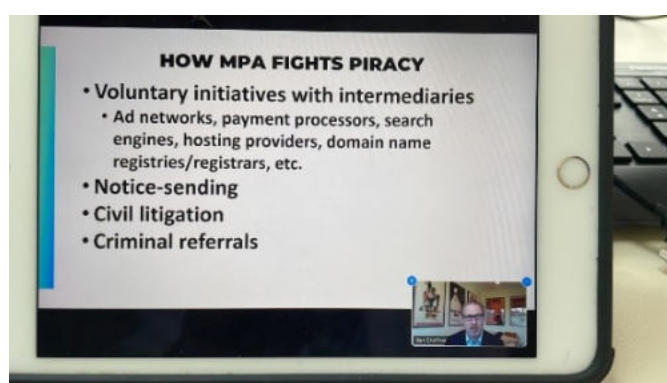 HOW MPA FIGHTS PIRACY
• Voluntary initiatives with intermediaries
• Ad networks, payment processors, search
engines, hosting providers, domain name
registries/registrars, etc.
• Notice-sending
• Civil litigation
• Criminal referrals